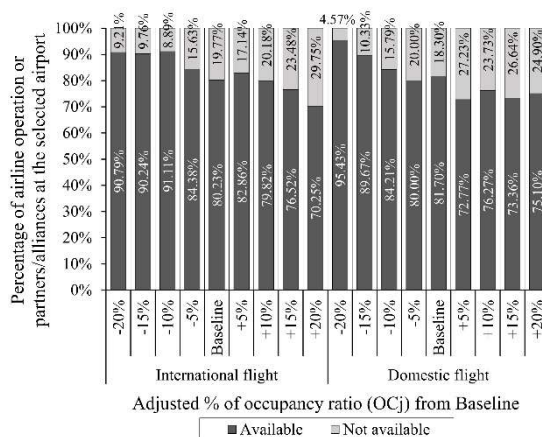 Percentage of airline operation or
partners/alliances at the selected airport
100%
90%
80%
70%
60%
50%
40%
30%
20%
10%
0%
9.21% 9.76% 8.89% 15.63% 19.77% 17.14% 20.18% 23.48% 29.75% 4.57% 10.33% 15.79% 20.00% 18.30% 27.23% 23.73% 26.64% 24.90%
90.79% 90.24% 91.11% 84.38% 80.23% 82.86% 79.82% 76.52% 70.25% 95.43% 89.67% 84.21% 80.00% 81.70% 72.77% 76.27% 73.36% 75.10%
-20% -15% -10% -5% Baseline +5% +10% +15% +20% -20% -15% -10% -5% Baseline +5% +10% +15% +20%
International flight Domestic flight
Adjusted % of occupancy ratio (OCj) from Baseline
Available Not available